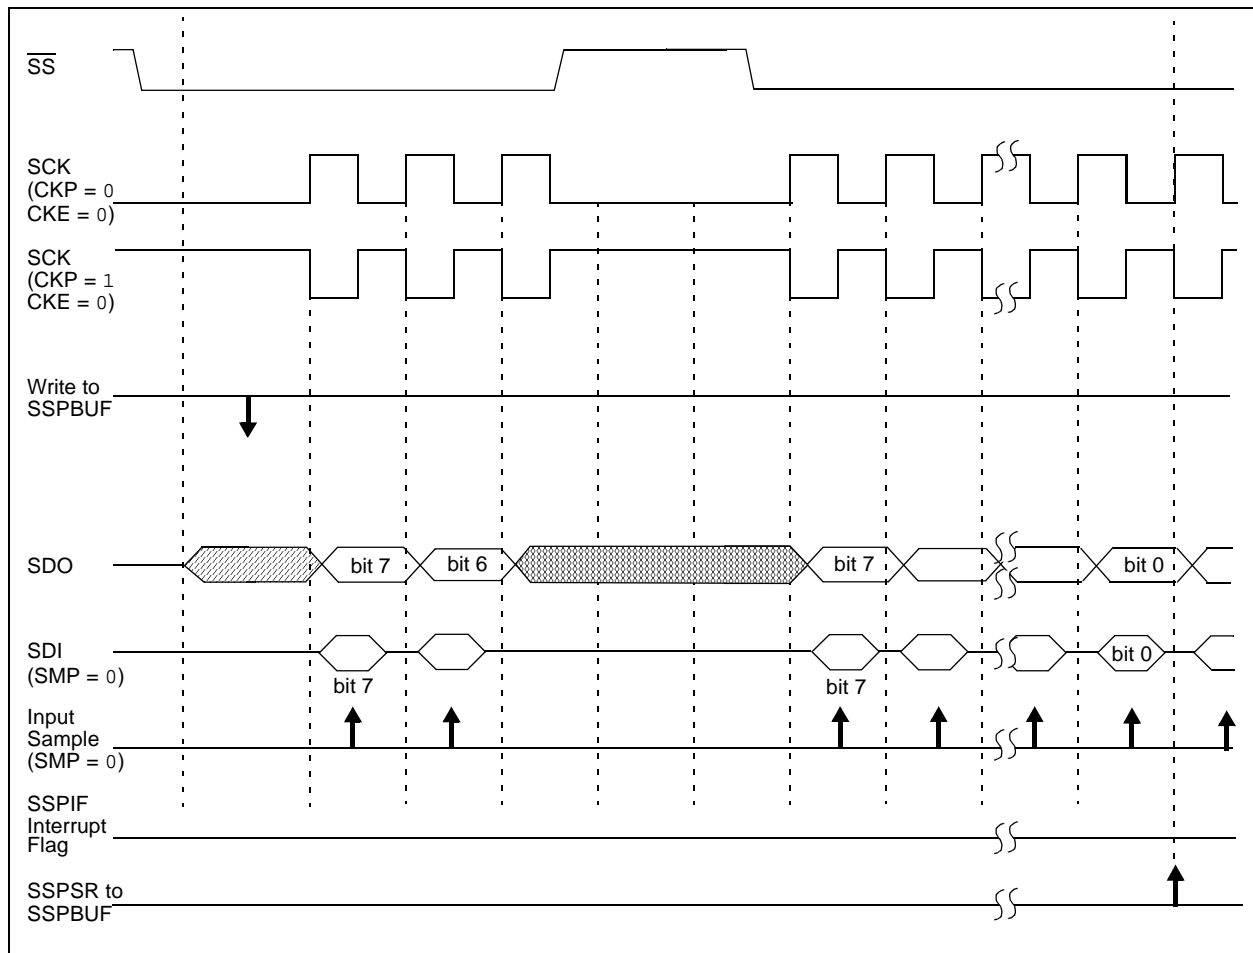 SS
SCK
(CKP = 0
CKE = 0)
SCK
(CKP = 1
CKE = 0)
Write to
SSPBUF
SDO
bit 7
bit 6
bit 7
bit 0
SDI
(SMP = 0)
bit 7
bit 7
bit 0
Input
Sample
(SMP = 0)
SSPIF
Interrupt
Flag
SSPSR to
SSPBUF